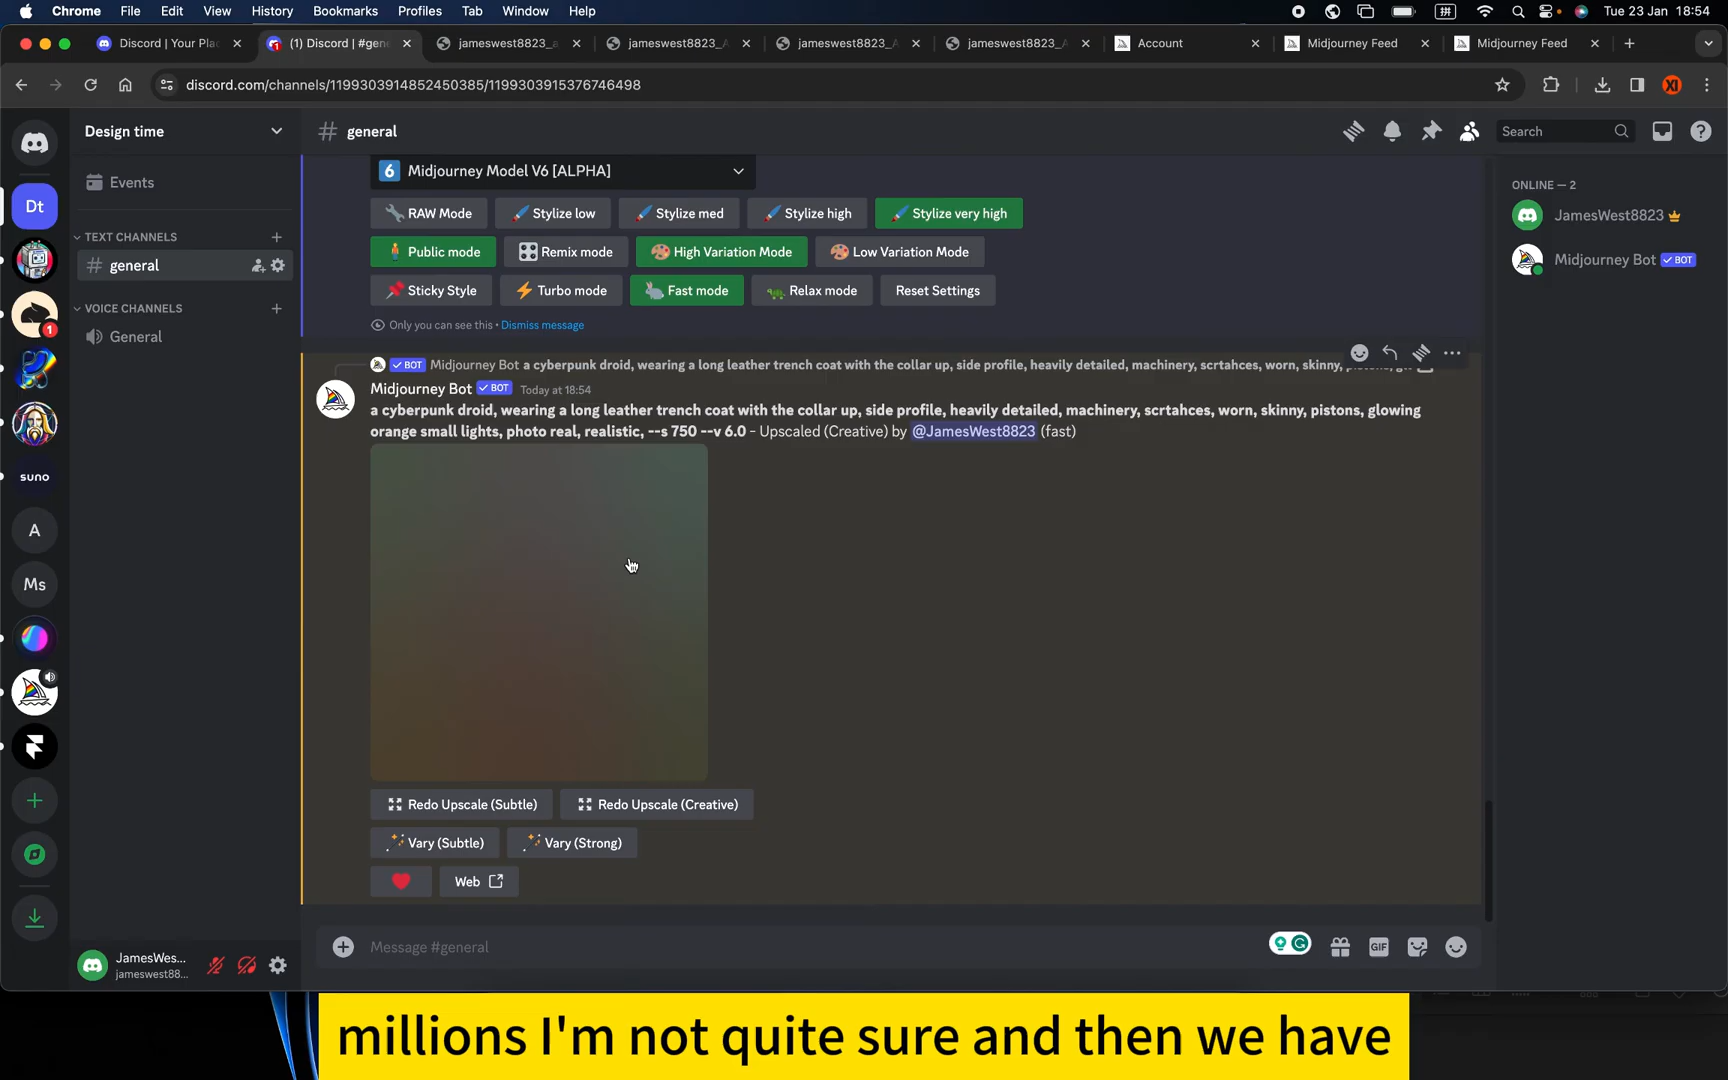 Chrome File Edit View History Bookmarks Profiles Tab Window Help Tue 23 Jan 18:54
Discord | Your Pla (1) Discord | #gen jameswest8823_a jameswest8823_A jameswest8823_A jameswest8823_A Account Midjourney Feed Midjourney Feed
discord.com/channels/1199303914852450385/1199303915376746498 XI
Design time
# general
Search
Events
Dt
TEXT CHANNELS
general
VOICE CHANNELS
General
1
suno
A
Ms
6 Midjourney Model V6 [ALPHA]
RAW Mode Stylize low Stylize med Stylize high Stylize very high
Public mode Remix mode High Variation Mode Low Variation Mode
Sticky Style Turbo mode Fast mode Relax mode Reset Settings
Only you can see this • Dismiss message
BOT Midjourney Bot a cyberpunk droid, wearing a long leather trench coat with the collar up, side profile, heavily detailed, machinery, scrtahces, worn, skinny,
Midjourney Bot BOT Today at 18:54
a cyberpunk droid, wearing a long leather trench coat with the collar up, side profile, heavily detailed, machinery, scrtahces, worn, skinny, pistons, glowing
orange small lights, photo real, realistic, --s 750 --v 6.0 - Upscaled (Creative) by @JamesWest8823 (fast)
Redo Upscale (Subtle) Redo Upscale (Creative)
Vary (Subtle) Vary (Strong)
Web
Message #general
GIF
ONLINE — 2
JamesWest8823
Midjourney Bot BOT
JamesWes...
jameswest88...
millions I'm not quite sure and then we have